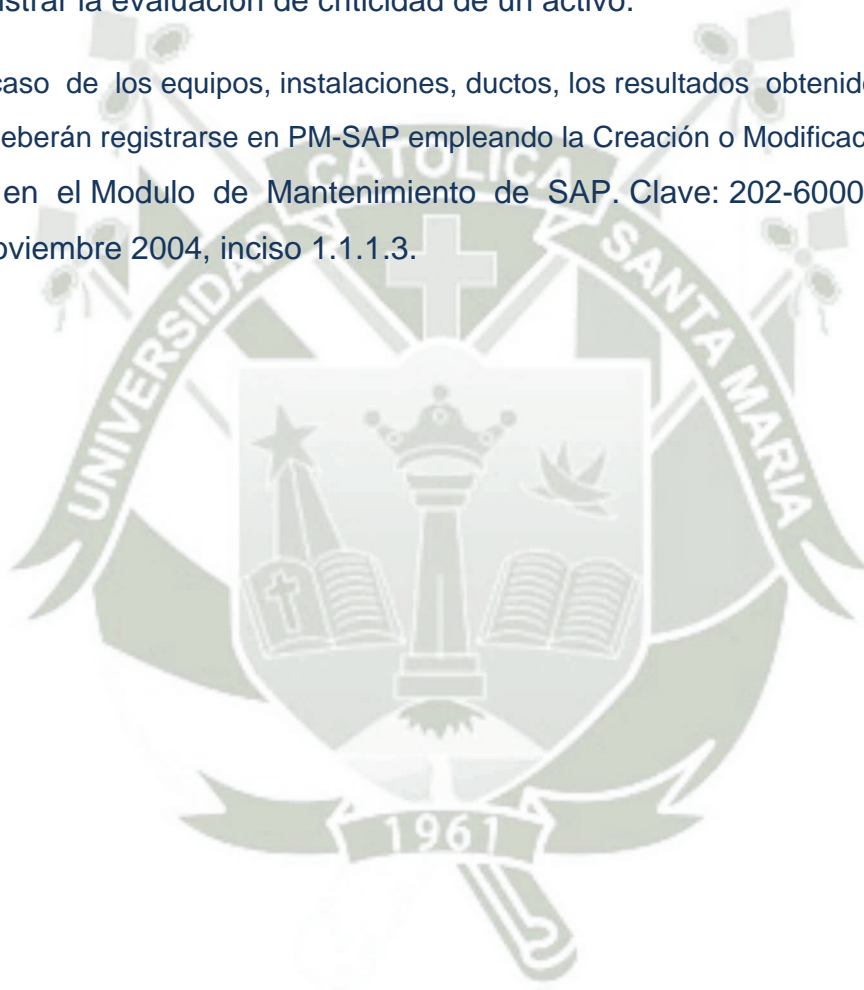 istrar la evaluación de criticidad de un activo.
caso de los equipos, instalaciones, ductos, los resultados obtenid
eberán registrarse en PM-SAP empleando la Creación o Modificac
en el Modulo de Mantenimiento de SAP. Clave: 202-6000
oviembre 2004, inciso 1.1.1.3.
UNIVERSIDAD CATOLICA SANTA MARIA
1961